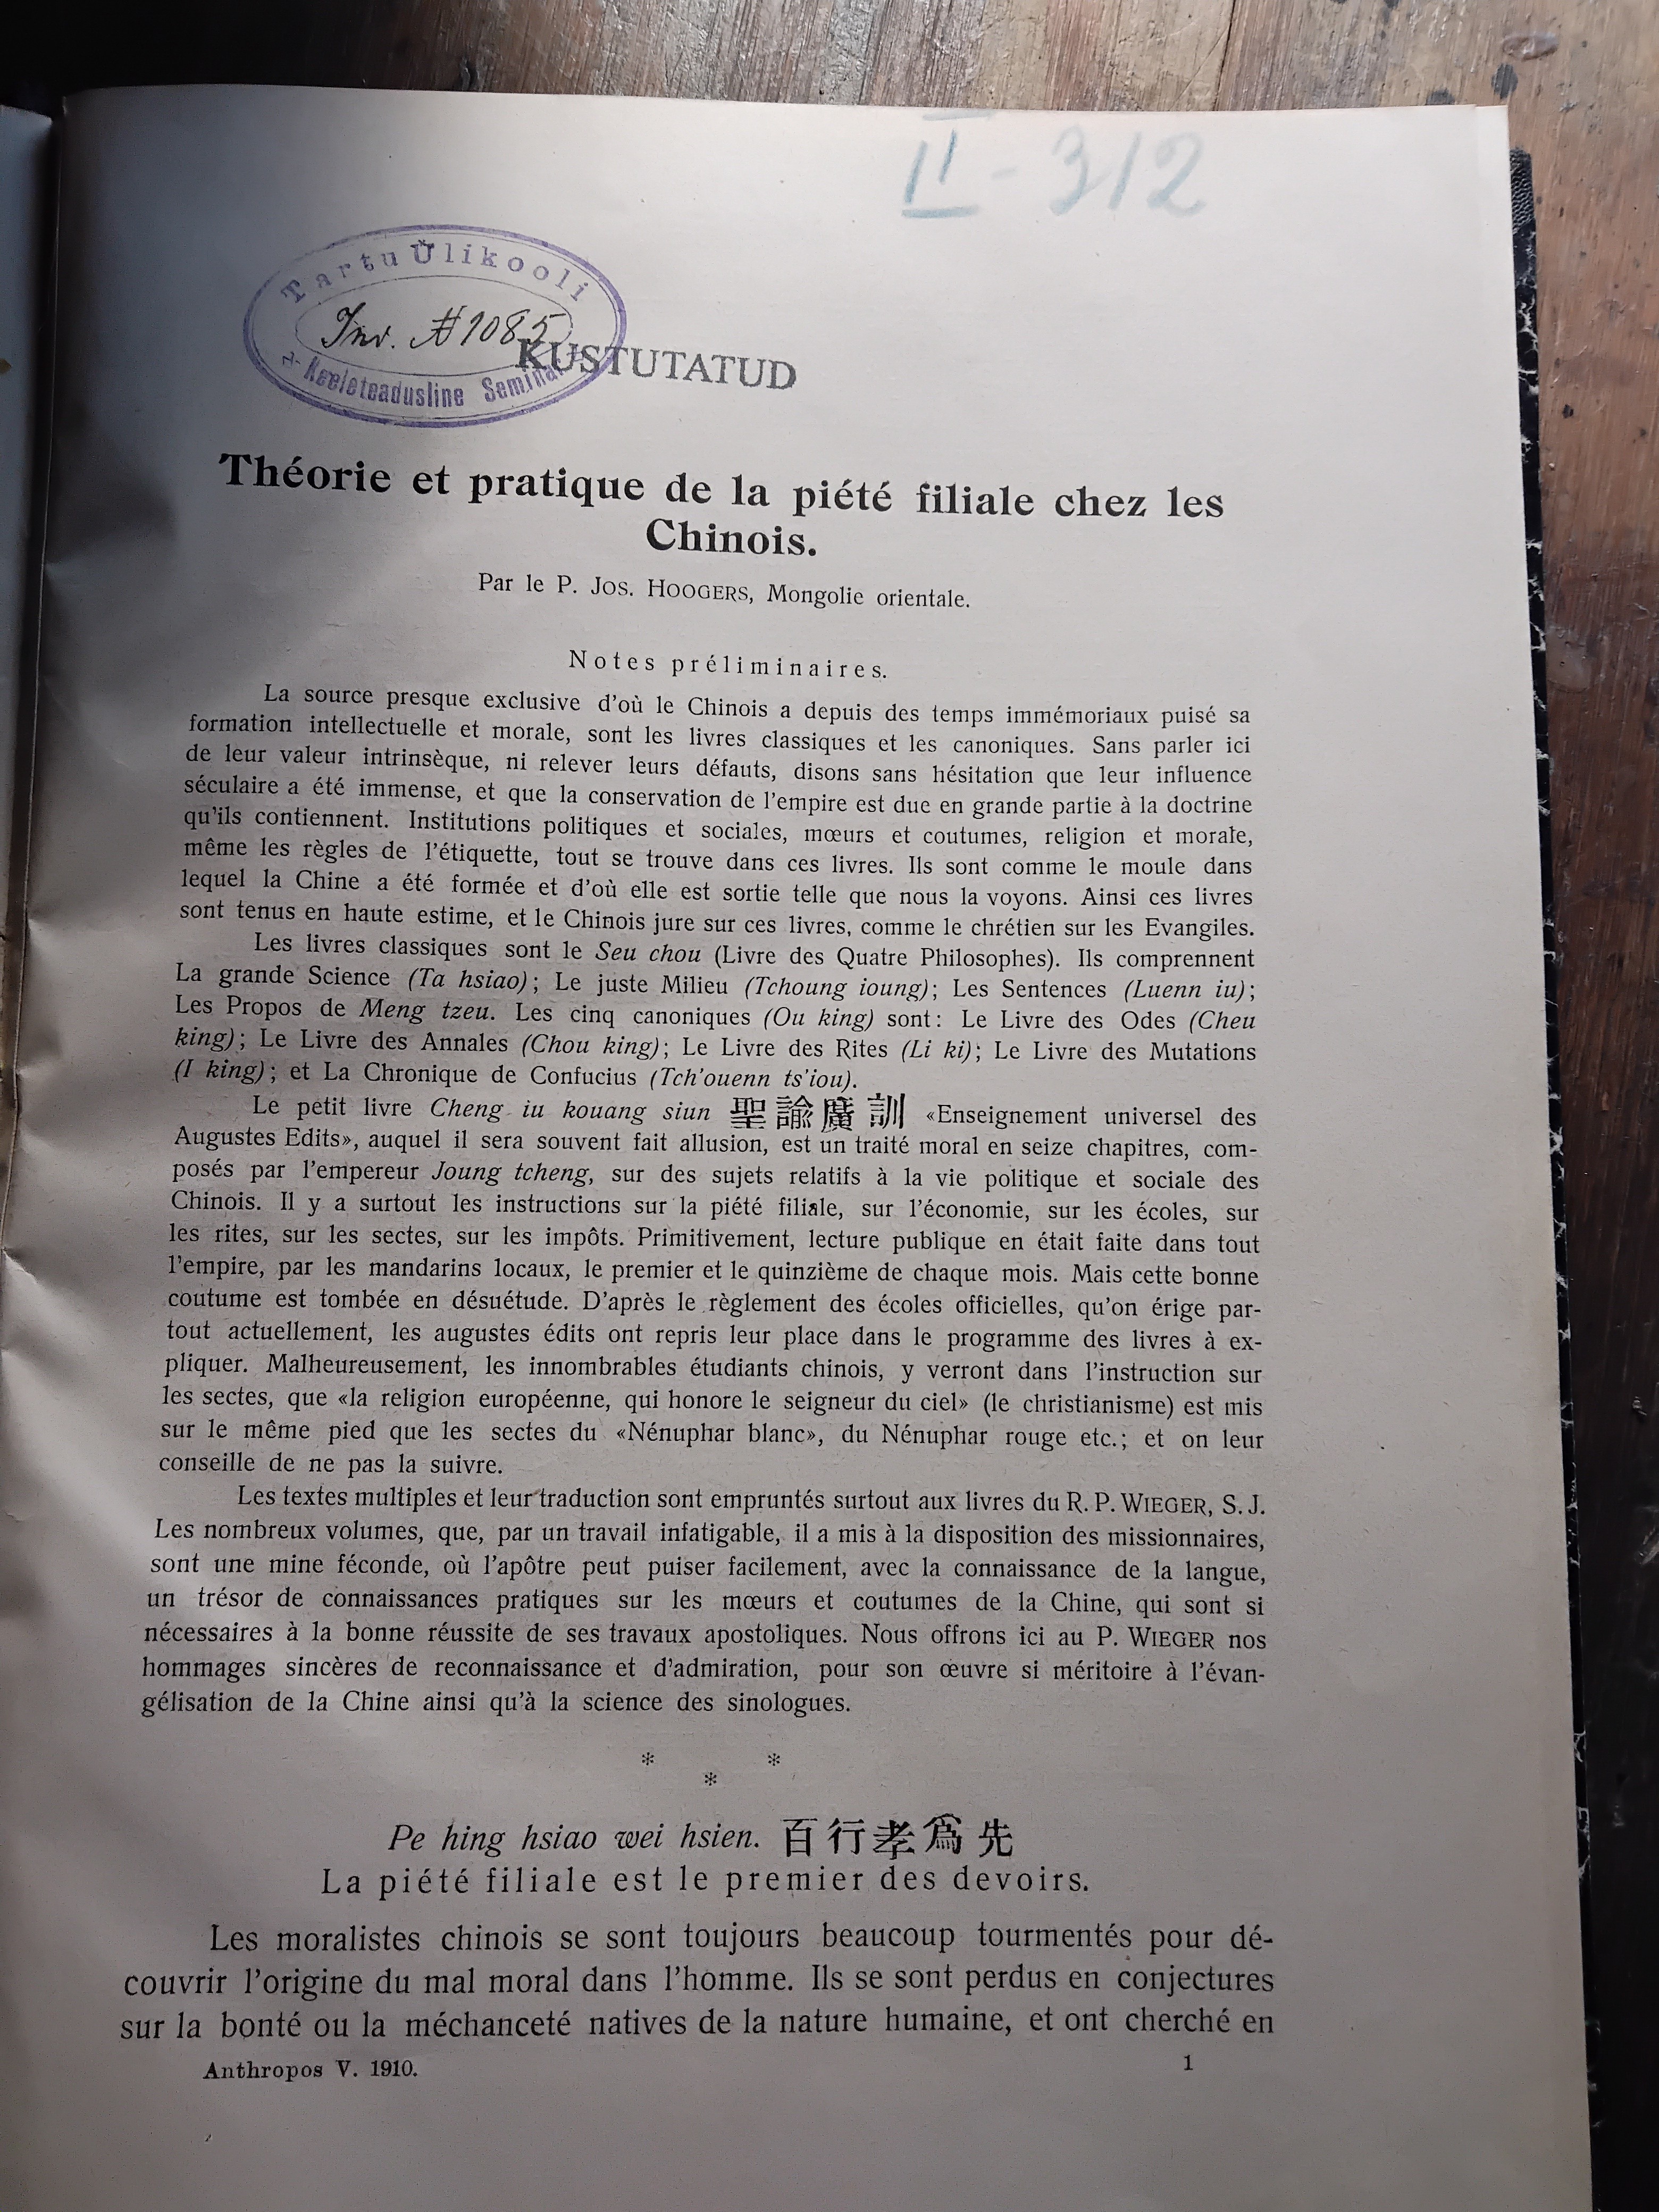 II - 312
Tartu Ülikooli
Inv. # 1085
Keeleteadusline Seminar
KUSTUTATUD
Théorie et pratique de la piété filiale chez les
Chinois.
Par le P. JOS. HOOGERS, Mongolie orientale.
Notes préliminaires.
La source presque exclusive d'où le Chinois a depuis des temps immémoriaux puisé sa
formation intellectuelle et morale, sont les livres classiques et les canoniques. Sans parler ici
de leur valeur intrinsèque, ni relever leurs défauts, disons sans hésitation que leur influence
séculaire a été immense, et que la conservation de l'empire est due en grande partie à la doctrine
qu'ils contiennent. Institutions politiques et sociales, mœurs et coutumes, religion et morale,
même les règles de l'étiquette, tout se trouve dans ces livres. Ils sont comme le moule dans
lequel la Chine a été formée et d'où elle est sortie telle que nous la voyons. Ainsi ces livres
sont tenus en haute estime, et le Chinois jure sur ces livres, comme le chrétien sur les Evangiles.
Les livres classiques sont le Seu chou (Livre des Quatre Philosophes). Ils comprennent
La grande Science (Ta hsiao); Le juste Milieu (Tchoung ioung); Les Sentences (Luenn iu);
Les Propos de Meng tzeu. Les cinq canoniques (Ou king) sont: Le Livre des Odes (Cheu
king); Le Livre des Annales (Chou king); Le Livre des Rites (Li ki); Le Livre des Mutations
(I king); et La Chronique de Confucius (Tch'ouenn ts'iou).
Le petit livre Cheng iu kouang siun 聖諭廣訓 «Enseignement universel des
Augustes Edits», auquel il sera souvent fait allusion, est un traité moral en seize chapitres, com-
posés par l'empereur Joung tcheng, sur des sujets relatifs à la vie politique et sociale des
Chinois. Il y a surtout les instructions sur la piété filiale, sur l'économie, sur les écoles, sur
les rites, sur les sectes, sur les impôts. Primitivement, lecture publique en était faite dans tout
l'empire, par les mandarins locaux, le premier et le quinzième de chaque mois. Mais cette bonne
coutume est tombée en désuétude. D'après le règlement des écoles officielles, qu'on érige par-
tout actuellement, les augustes édits ont repris leur place dans le programme des livres à ex-
pliquer. Malheureusement, les innombrables étudiants chinois, y verront dans l'instruction sur
les sectes, que «la religion européenne, qui honore le seigneur du ciel» (le christianisme) est mis
sur le même pied que les sectes du «Nénuphar blanc», du Nénuphar rouge etc.; et on leur
conseille de ne pas la suivre.
Les textes multiples et leur traduction sont empruntés surtout aux livres du R. P. WIEGER, S. J.
Les nombreux volumes, que, par un travail infatigable, il a mis à la disposition des missionnaires,
sont une mine féconde, où l'apôtre peut puiser facilement, avec la connaissance de la langue,
un trésor de connaissances pratiques sur les mœurs et coutumes de la Chine, qui sont si
nécessaires à la bonne réussite de ses travaux apostoliques. Nous offrons ici au P. WIEGER nos
hommages sincères de reconnaissance et d'admiration, pour son œuvre si méritoire à l'évan-
gélisation de la Chine ainsi qu'à la science des sinologues.
* *
*
Pe hing hsiao wei hsien. 百行孝爲先
La piété filiale est le premier des devoirs.
Les moralistes chinois se sont toujours beaucoup tourmentés pour dé-
couvrir l'origine du mal moral dans l'homme. Ils se sont perdus en conjectures
sur la bonté ou la méchanceté natives de la nature humaine, et ont cherché en
Anthropos V. 1910. 1